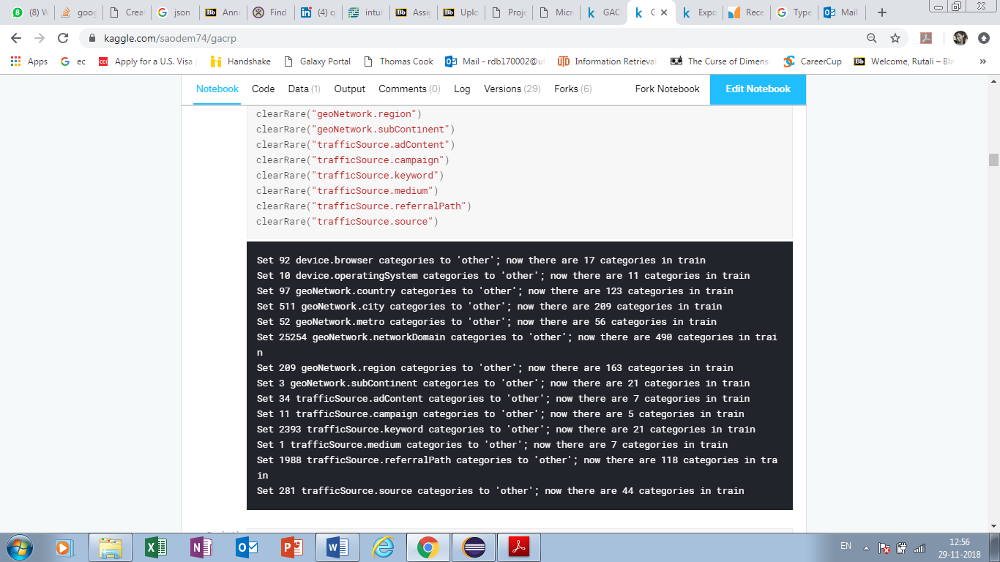 (8) W
goog
Creat
json
Bb Anno
Find
(4) q
intui
Bb Assig
Bb Uplo
Proje
Micr
GAC
G
Expo
Rece
Type
Mail
kaggle.com/saodem74/gacrp
Apps
ec
CGI Apply for a U.S. Visa
Handshake
Galaxy Portal
Thomas Cook
Mail - rdb170002@ut
Information Retrieval
The Curse of Dimensi
CareerCup
Bb Welcome, Rutali – Bla
»
Notebook Code Data (1) Output Comments (0) Log Versions (29) Forks (6) Fork Notebook Edit Notebook
clearRare("geoNetwork.region")
clearRare("geoNetwork.subContinent")
clearRare("trafficSource.adContent")
clearRare("trafficSource.campaign")
clearRare("trafficSource.keyword")
clearRare("trafficSource.medium")
clearRare("trafficSource.referralPath")
clearRare("trafficSource.source")
Set 92 device.browser categories to 'other'; now there are 17 categories in train
Set 10 device.operatingSystem categories to 'other'; now there are 11 categories in train
Set 97 geoNetwork.country categories to 'other'; now there are 123 categories in train
Set 511 geoNetwork.city categories to 'other'; now there are 209 categories in train
Set 52 geoNetwork.metro categories to 'other'; now there are 56 categories in train
Set 25254 geoNetwork.networkDomain categories to 'other'; now there are 490 categories in trai
n
Set 209 geoNetwork.region categories to 'other'; now there are 163 categories in train
Set 3 geoNetwork.subContinent categories to 'other'; now there are 21 categories in train
Set 34 trafficSource.adContent categories to 'other'; now there are 7 categories in train
Set 11 trafficSource.campaign categories to 'other'; now there are 5 categories in train
Set 2393 trafficSource.keyword categories to 'other'; now there are 21 categories in train
Set 1 trafficSource.medium categories to 'other'; now there are 7 categories in train
Set 1988 trafficSource.referralPath categories to 'other'; now there are 118 categories in tra
in
Set 281 trafficSource.source categories to 'other'; now there are 44 categories in train
EN
12:56
29-11-2018